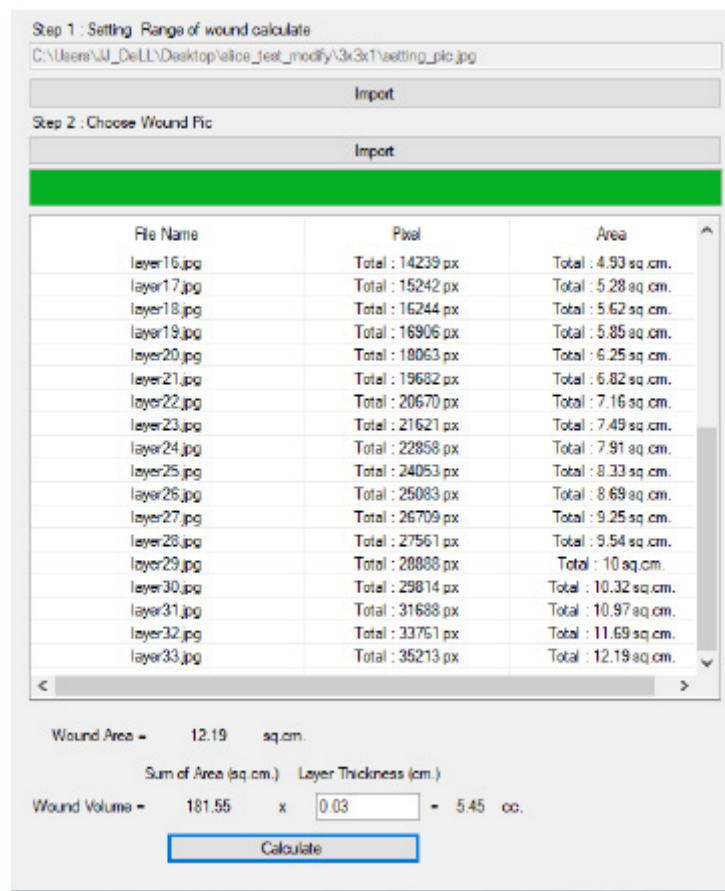 Step 1 : Setting Range of wound calculate
C:\Users\JJ_DeLL\Desktop\slice_test_modify\3x3x1\setting_pic.jpg
Import
Step 2 : Choose Wound Pic
Import
File Name Pixel Area
layer16.jpg Total : 14239 px Total : 4.93 sq.cm.
layer17.jpg Total : 15242 px Total : 5.28 sq.cm.
layer18.jpg Total : 16244 px Total : 5.62 sq.cm.
layer19.jpg Total : 16906 px Total : 5.85 sq.cm.
layer20.jpg Total : 18063 px Total : 6.25 sq.cm.
layer21.jpg Total : 19682 px Total : 6.82 sq.cm.
layer22.jpg Total : 20670 px Total : 7.16 sq.cm.
layer23.jpg Total : 21621 px Total : 7.49 sq.cm.
layer24.jpg Total : 22858 px Total : 7.91 sq.cm.
layer25.jpg Total : 24053 px Total : 8.33 sq.cm.
layer26.jpg Total : 25083 px Total : 8.69 sq.cm.
layer27.jpg Total : 26709 px Total : 9.25 sq.cm.
layer28.jpg Total : 27561 px Total : 9.54 sq.cm.
layer29.jpg Total : 28888 px Total : 10 sq.cm.
layer30.jpg Total : 29814 px Total : 10.32 sq.cm.
layer31.jpg Total : 31688 px Total : 10.97 sq.cm.
layer32.jpg Total : 33761 px Total : 11.69 sq.cm.
layer33.jpg Total : 35213 px Total : 12.19 sq.cm.
Wound Area = 12.19 sq.cm.
Sum of Area (sq.cm.) Layer Thickness (cm.)
Wound Volume = 181.55 x 0.03 = 5.45 cc.
Calculate